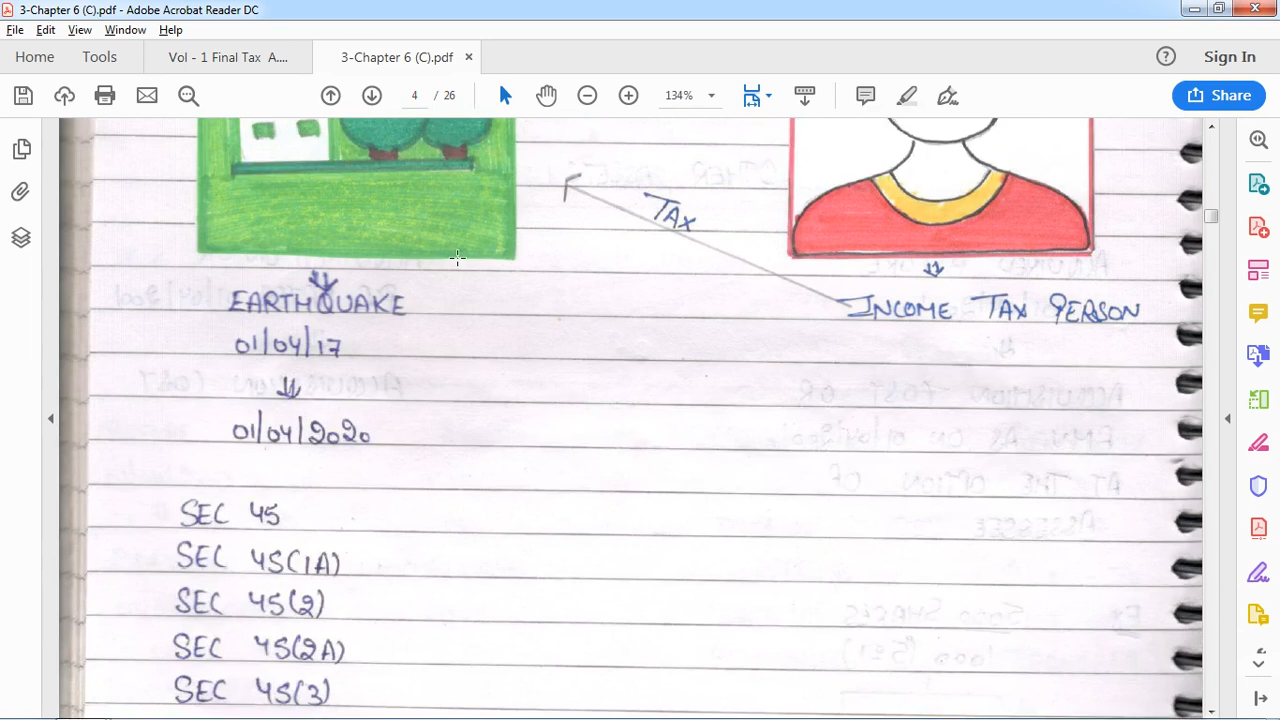 3-Chapter 6 (C).pdf - Adobe Acrobat Reader DC
File Edit View Window Help
Home Tools Vol - 1 Final Tax A.... 3-Chapter 6 (C).pdf Sign In
4 / 26 134% Share
TAX
EARTHQUAKE
INCOME TAX PERSON
01/04/17
01/04/2020
SEC 45
SEC 45(1A)
SEC 45(2)
SEC 45(2A)
SEC 45(3)